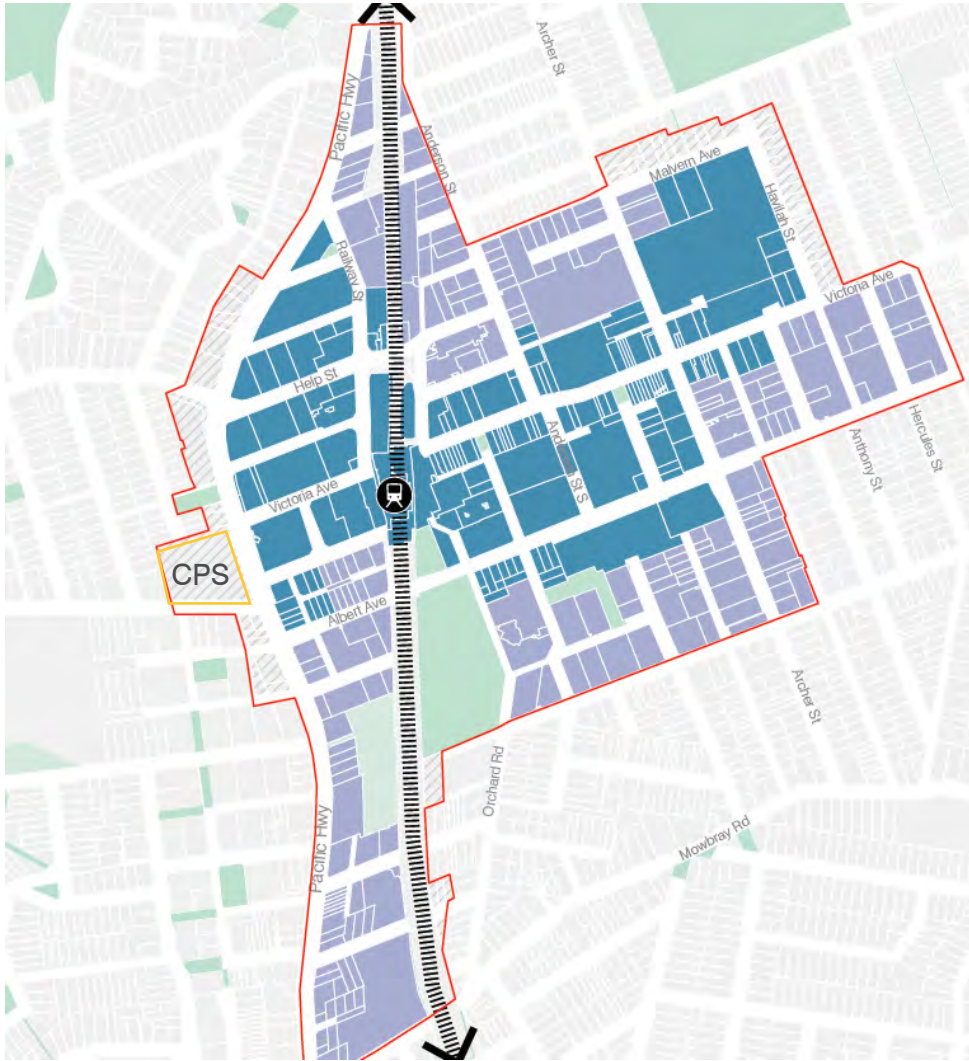 Archer St
Pacific Hwy
Anderson St
Malvern Ave
Havilah St
Railway St
Victoria Ave
Help St
Hercules St
Anthony St
Victoria Ave
CPS
Albert Ave
Archer St
Orchard Rd
Mowbray Rd
Pacific Hwy